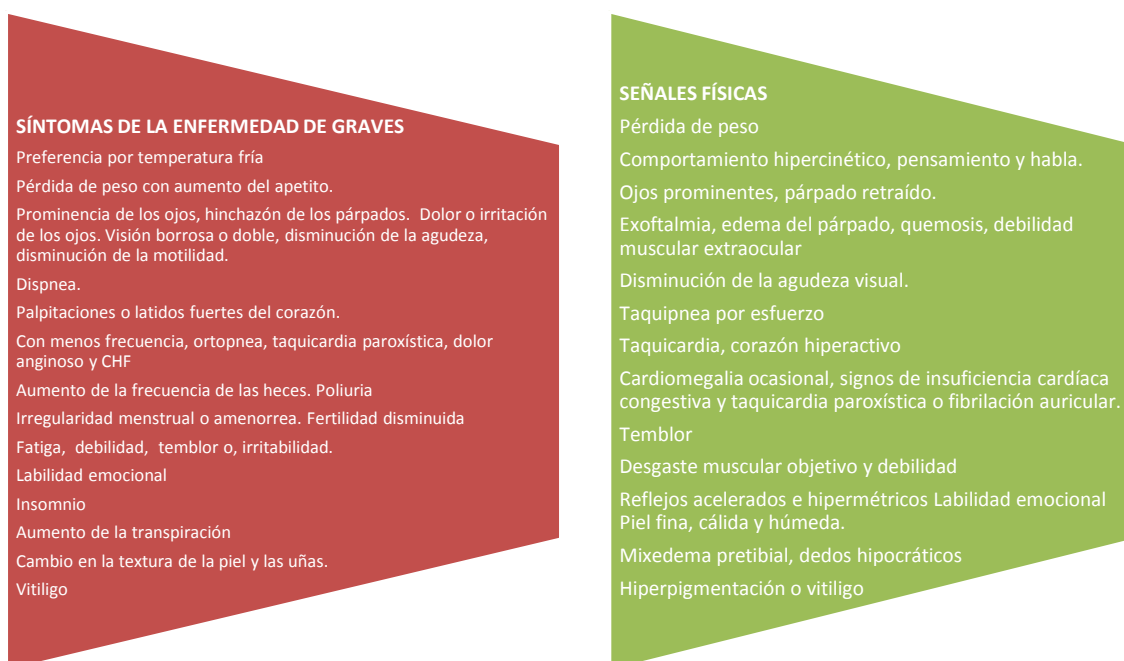 SÍNTOMAS DE LA ENFERMEDAD DE GRAVES
Preferencia por temperatura fría
Pérdida de peso con aumento del apetito.
Prominencia de los ojos, hinchazón de los párpados. Dolor o irritación
de los ojos. Visión borrosa o doble, disminución de la agudeza,
disminución de la motilidad.
Dispnea.
Palpitaciones o latidos fuertes del corazón.
Con menos frecuencia, ortopnea, taquicardia paroxística, dolor
anginoso y CHF
Aumento de la frecuencia de las heces. Poliuria
Irregularidad menstrual o amenorrea. Fertilidad disminuida
Fatiga, debilidad, temblor o, irritabilidad.
Labilidad emocional
Insomnio
Aumento de la transpiración
Cambio en la textura de la piel y las uñas.
Vitiligo
SEÑALES FÍSICAS
Pérdida de peso
Comportamiento hipercinético, pensamiento y habla.
Ojos prominentes, párpado retraído.
Exoftalmia, edema del párpado, quemosis, debilidad
muscular extraocular
Disminución de la agudeza visual.
Taquipnea por esfuerzo
Taquicardia, corazón hiperactivo
Cardiomegalia ocasional, signos de insuficiencia cardíaca
congestiva y taquicardia paroxística o fibrilación auricular.
Temblor
Desgaste muscular objetivo y debilidad
Reflejos acelerados e hipermétricos Labilidad emocional
Piel fina, cálida y húmeda.
Mixedema pretibial, dedos hipocráticos
Hiperpigmentación o vitiligo